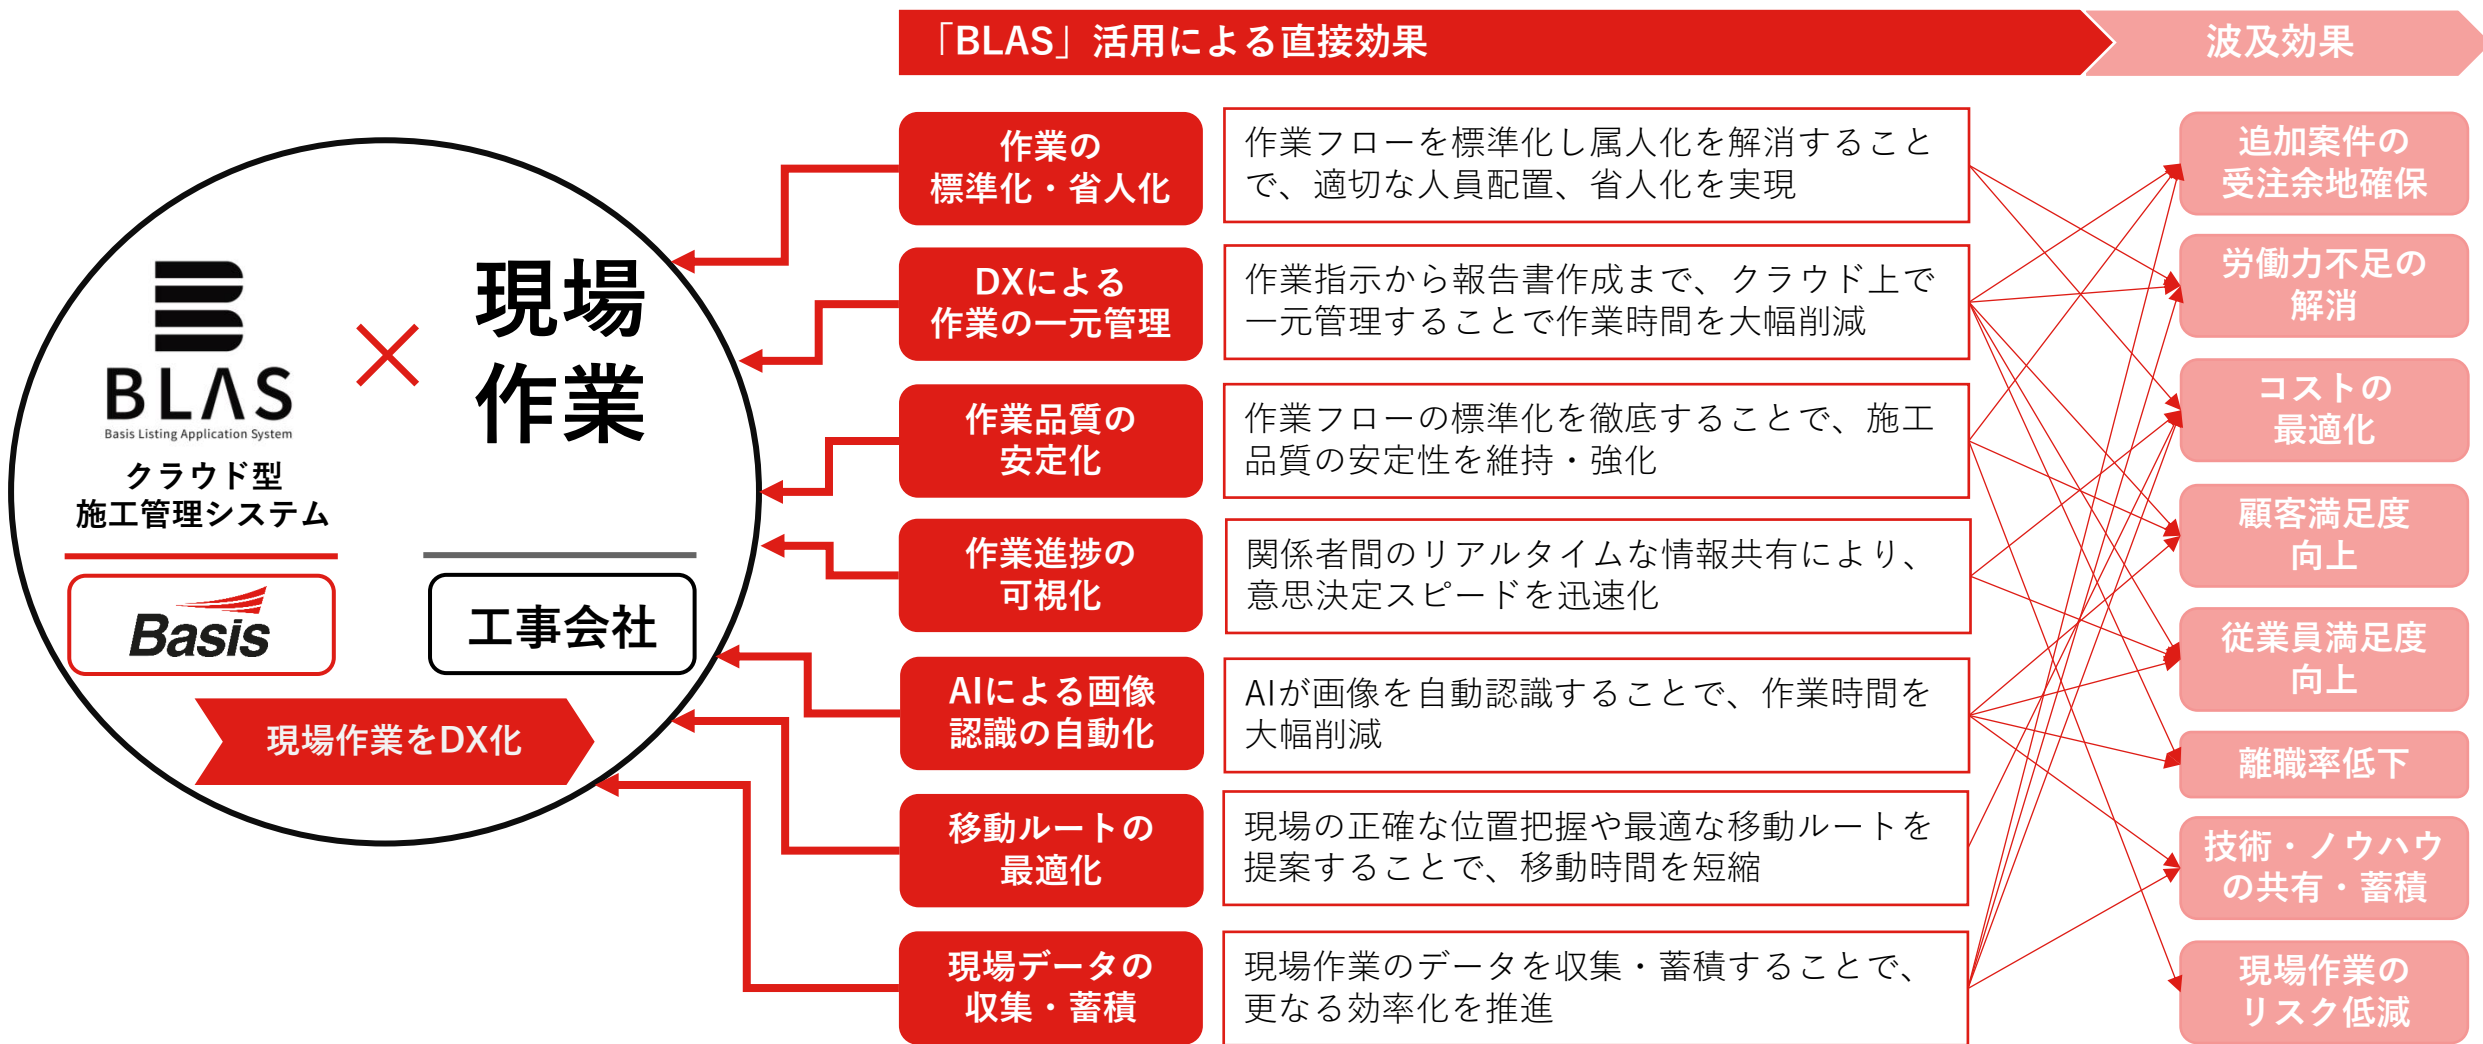 「BLAS」活用による直接効果
波及効果
BLΛS
Basis Listing Application System
クラウド型
施工管理システム
×
現場
作業
Basis
工事会社
現場作業をDX化
作業の
標準化・省人化
作業フローを標準化し属人化を解消すること
で、適切な人員配置、省人化を実現
DXによる
作業の一元管理
作業指示から報告書作成まで、クラウド上で
一元管理することで作業時間を大幅削減
作業品質の
安定化
作業フローの標準化を徹底することで、施工
品質の安定性を維持・強化
作業進捗の
可視化
関係者間のリアルタイムな情報共有により、
意思決定スピードを迅速化
AIによる画像
認識の自動化
AIが画像を自動認識することで、作業時間を
大幅削減
移動ルートの
最適化
現場の正確な位置把握や最適な移動ルートを
提案することで、移動時間を短縮
現場データの
収集・蓄積
現場作業のデータを収集・蓄積することで、
更なる効率化を推進
追加案件の
受注余地確保
労働力不足の
解消
コストの
最適化
顧客満足度
向上
従業員満足度
向上
離職率低下
技術・ノウハウ
の共有・蓄積
現場作業の
リスク低減